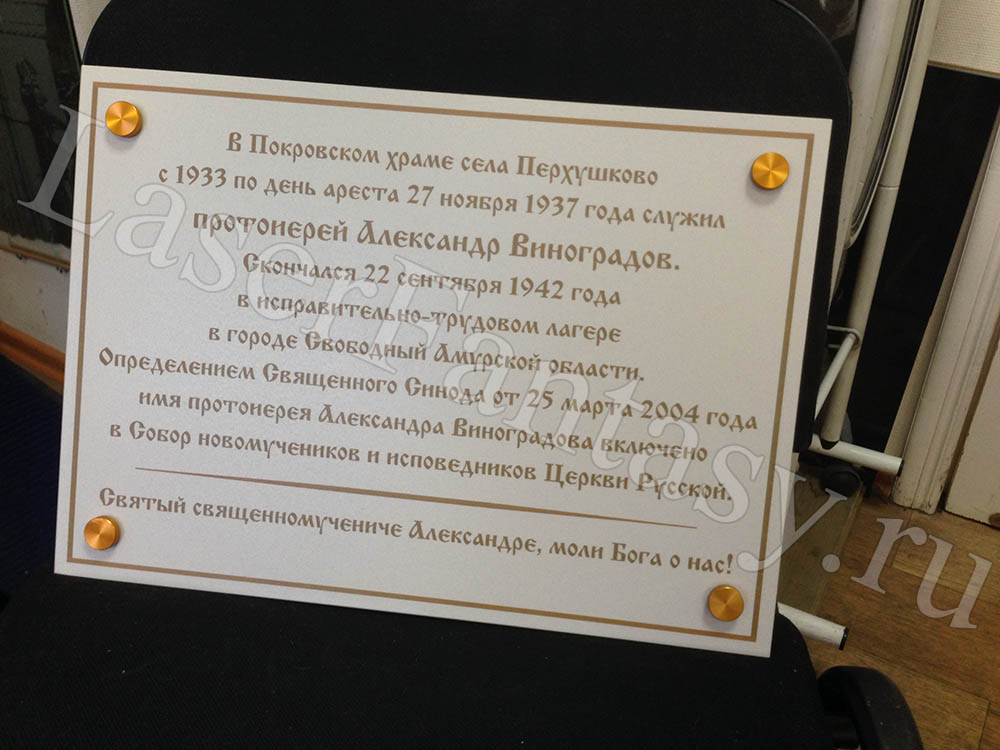 В Покровском храме села Перхушково
с 1933 по день ареста 27 ноября 1937 года служил
протоиерей Александр Виноградов.
Скончался 22 сентября 1942 года
в исправительно-трудовом лагере
в городе Свободный Амурской области.
Определением Священного Синода от 25 марта 2004 года
имя протоиерея Александра Виноградова включено
в Собор новомучеников и исповедников Церкви Русской.
Святый священномучениче Александре, моли Бога о нас!
LaserFantasy.ru